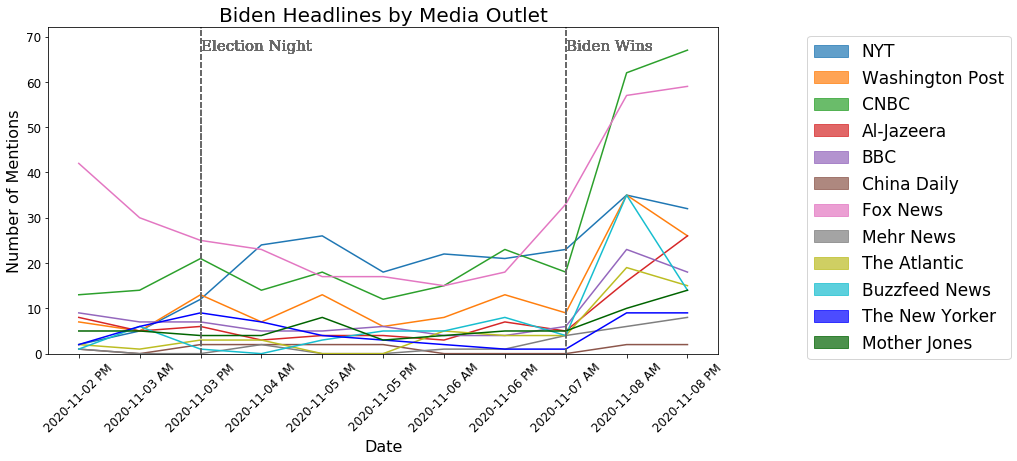 Biden Headlines by Media Outlet
Election Night
Biden Wins
Number of Mentions
70
60
50
40
30
20
10
0
2020-11-02 PM
2020-11-03 AM
2020-11-03 PM
2020-11-04 AM
2020-11-05 AM
2020-11-05 PM
2020-11-06 AM
2020-11-06 PM
2020-11-07 AM
2020-11-08 AM
2020-11-08 PM
Date
NYT
Washington Post
CNBC
Al-Jazeera
BBC
China Daily
Fox News
Mehr News
The Atlantic
Buzzfeed News
The New Yorker
Mother Jones